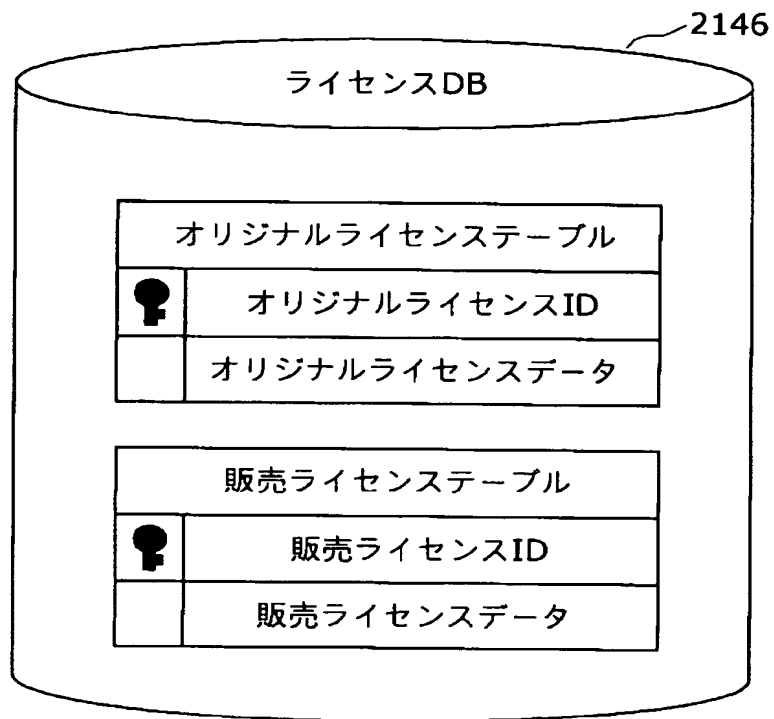 2146
ライセンスDB
オリジナルライセンステーブル
オリジナルライセンスID
オリジナルライセンスデータ
販売ライセンステーブル
販売ライセンスID
販売ライセンスデータ